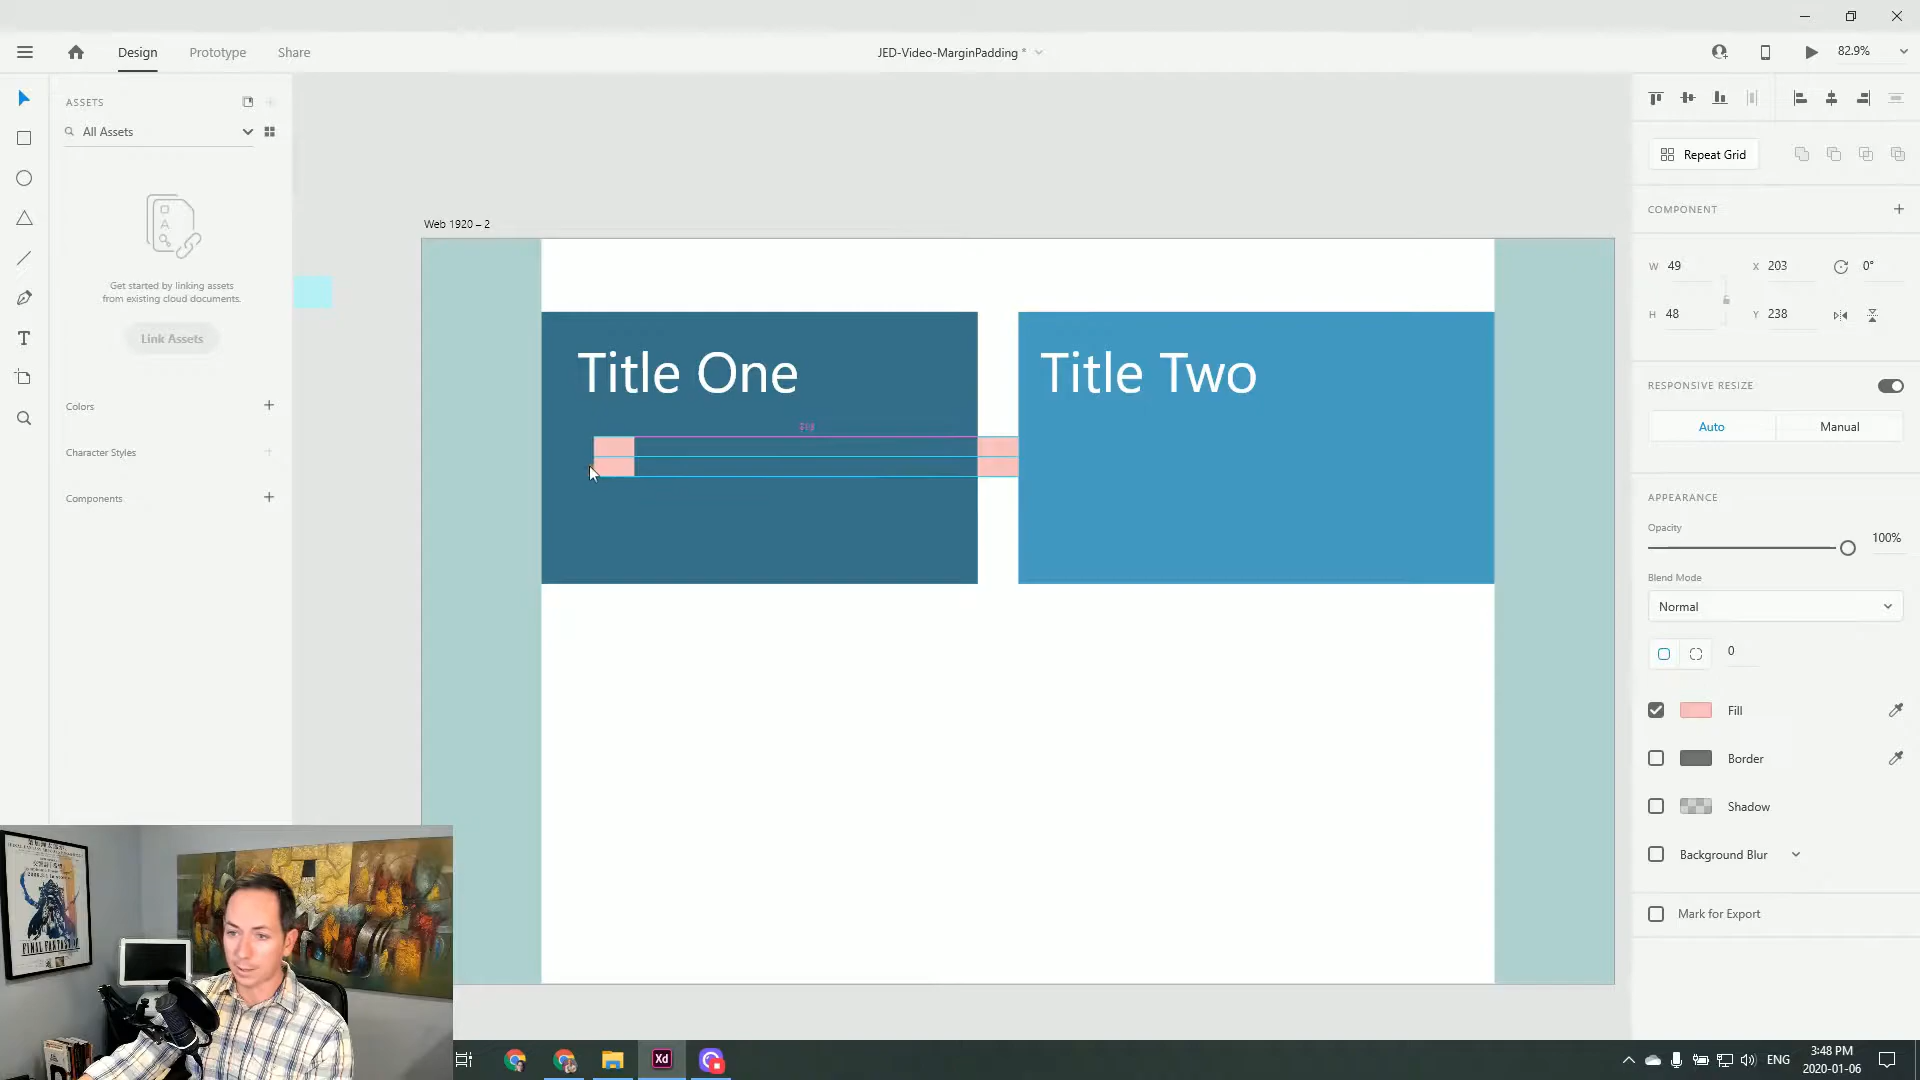 Design
Prototype
Share
JED-Video-MarginPadding *
82.9%
ASSETS
All Assets
A
Get started by linking assets
from existing cloud documents.
Link Assets
Colors
Character Styles
Components
Web 1920 – 2
Title One
Title Two
Repeat Grid
COMPONENT
W 49
X 203
0°
H 48
Y 238
RESPONSIVE RESIZE
Auto
Manual
APPEARANCE
Opacity
100%
Blend Mode
Normal
0
Fill
Border
Shadow
Background Blur
Mark for Export
FINAL FANTASY
Xd
ENG
3:48 PM
2020-01-06